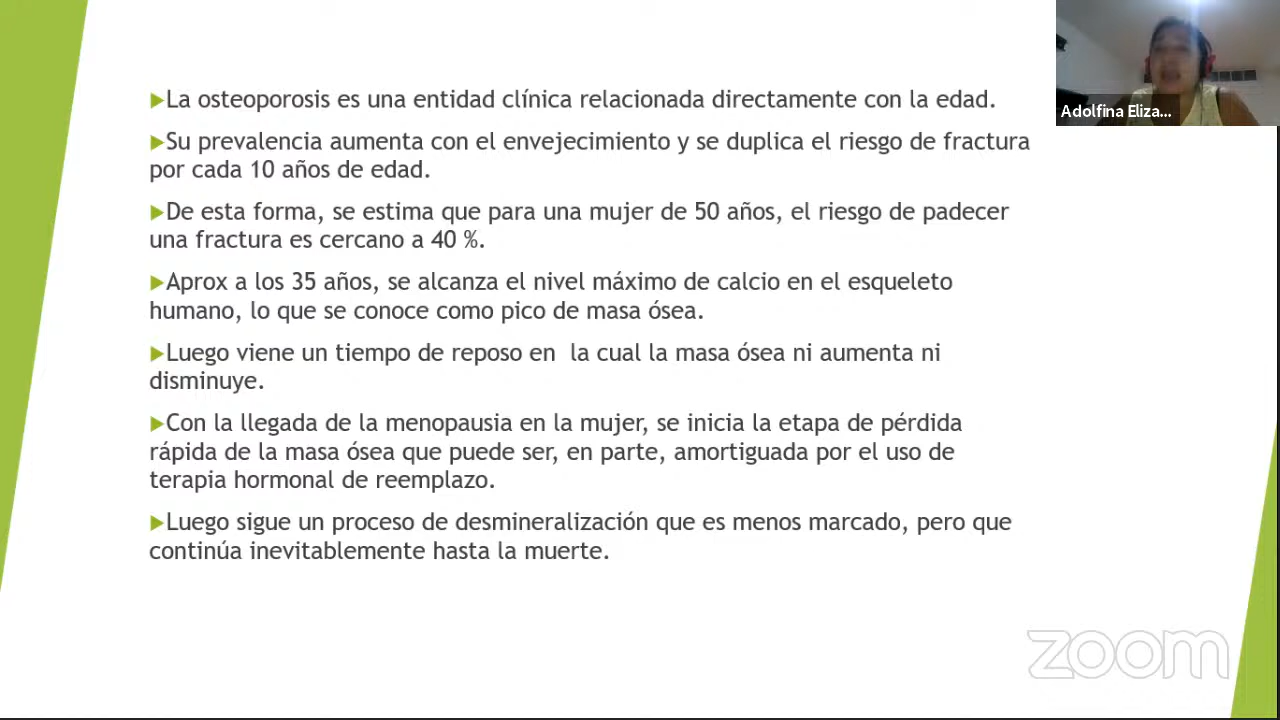 La osteoporosis es una entidad clínica relacionada directamente con la edad.
Su prevalencia aumenta con el envejecimiento y se duplica el riesgo de fractura
por cada 10 años de edad.
De esta forma, se estima que para una mujer de 50 años, el riesgo de padecer
una fractura es cercano a 40 %.
Aprox a los 35 años, se alcanza el nivel máximo de calcio en el esqueleto
humano, lo que se conoce como pico de masa ósea.
Luego viene un tiempo de reposo en  la cual la masa ósea ni aumenta ni
disminuye.
Con la llegada de la menopausia en la mujer, se inicia la etapa de pérdida
rápida de la masa ósea que puede ser, en parte, amortiguada por el uso de
terapia hormonal de reemplazo.
Luego sigue un proceso de desmineralización que es menos marcado, pero que
continúa inevitablemente hasta la muerte.
Adolfina Eliza...
zoom